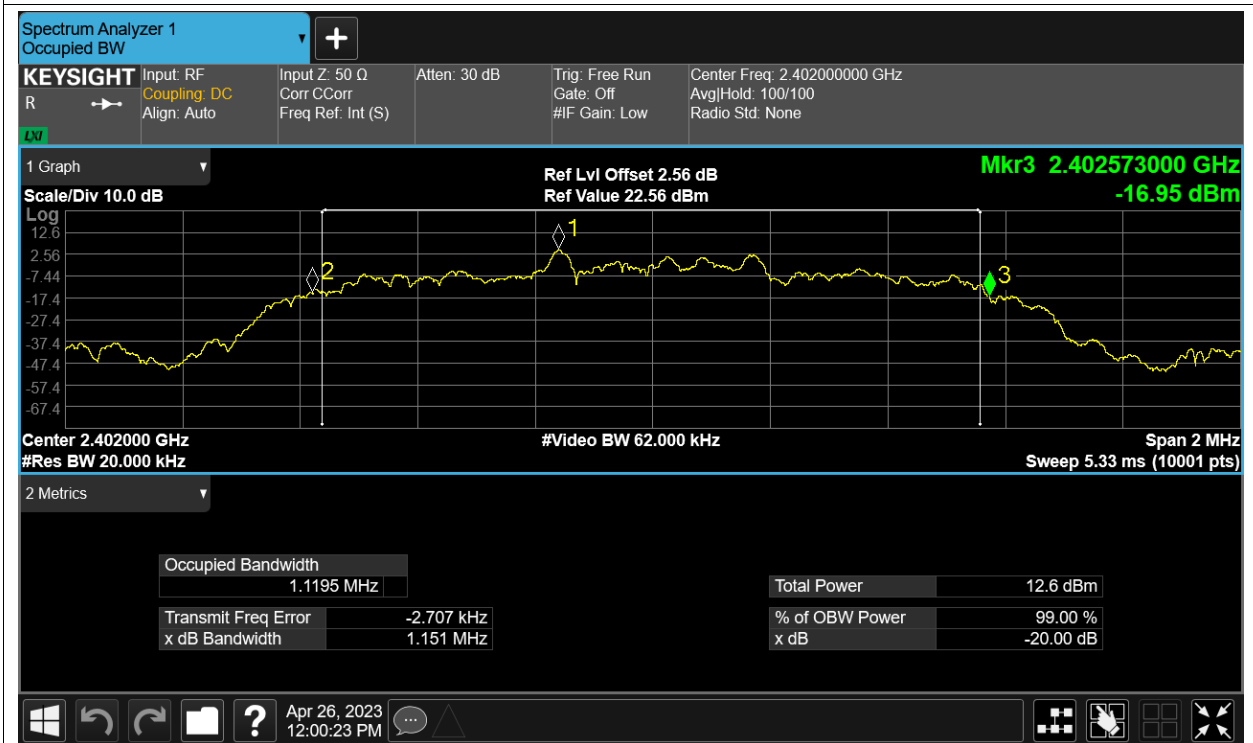 Spectrum Analyzer 1
Occupied BW
KEYSIGHT
R
LXI
Input: RF
Coupling: DC
Align: Auto
Input Z: 50 Ω
Corr CCorr
Freq Ref: Int (S)
Atten: 30 dB
Trig: Free Run
Gate: Off
#IF Gain: Low
Center Freq: 2.402000000 GHz
Avg|Hold: 100/100
Radio Std: None
1 Graph
Scale/Div 10.0 dB
Ref Lvl Offset 2.56 dB
Ref Value 22.56 dBm
Mkr3 2.402573000 GHz
-16.95 dBm
Log
12.6
2.56
-7.44
-17.4
-27.4
-37.4
-47.4
-57.4
-67.4
1
2
3
Center 2.402000 GHz
#Res BW 20.000 kHz
#Video BW 62.000 kHz
Span 2 MHz
Sweep 5.33 ms (10001 pts)
2 Metrics
Occupied Bandwidth
1.1195 MHz
Transmit Freq Error -2.707 kHz
x dB Bandwidth 1.151 MHz
Total Power 12.6 dBm
% of OBW Power 99.00 %
x dB -20.00 dB
?
Apr 26, 2023
12:00:23 PM